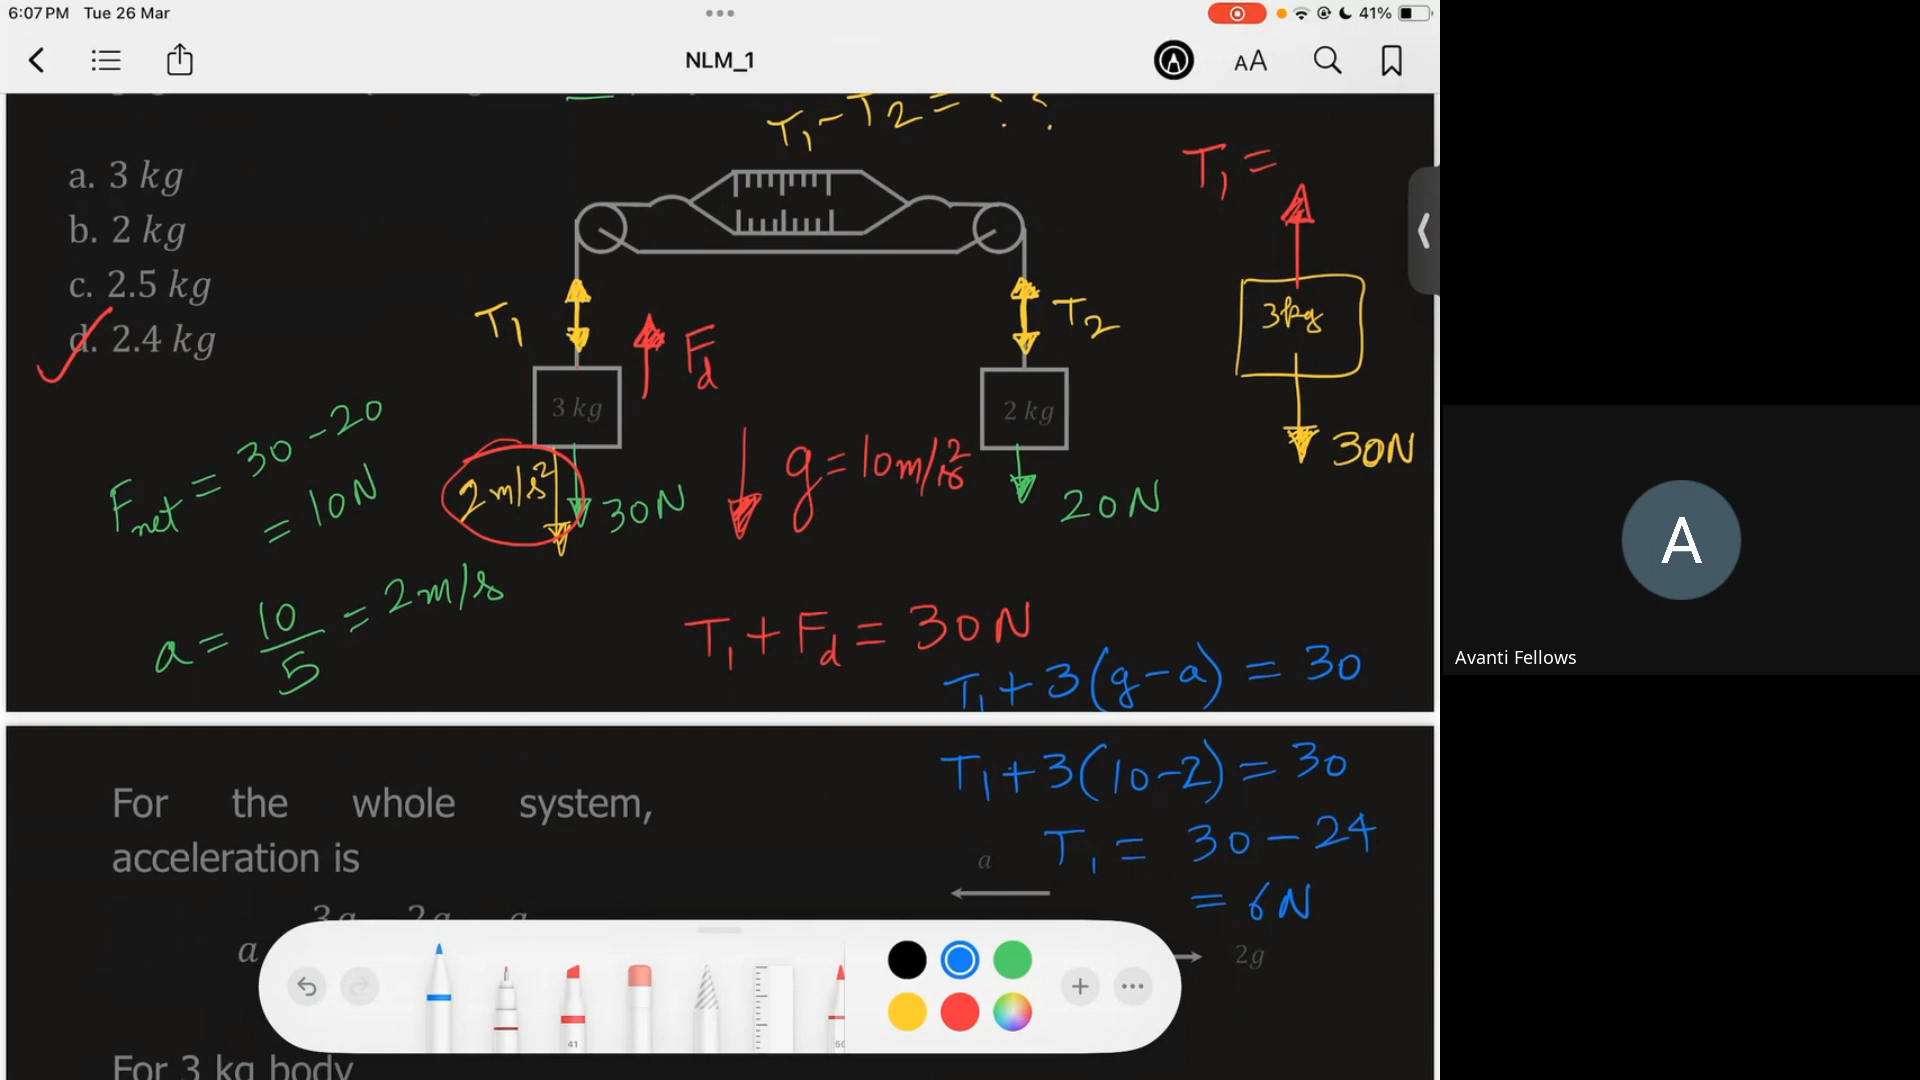 6:07 PM Tue 26 Mar
41%
NLM_1
AA
T₁ - T₂ = ??
a. 3 kg
b. 2 kg
c. 2.5 kg
d. 2.4 kg
T₁
F_d
T₂
3 kg
2 kg
T₁ =
3kg
30N
F_net = 30 - 20
= 10N
2 m/s²
30N
g = 10 m/s²
20N
a = 10/5 = 2 m/s
T₁ + F_d = 30N
T₁ + 3(g - a) = 30
T₁ + 3(10 - 2) = 30
T₁ = 30 - 24
= 6N
For the whole system,
acceleration is
a
2g
a
41
For 3 kg body
A
Avanti Fellows